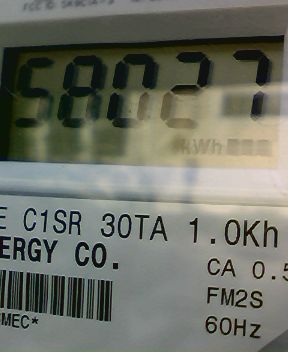 58027
kWh
E C1SR 30TA 1.0Kh
ERGY CO.
CA 0.5
FM2S
60Hz
MEC*